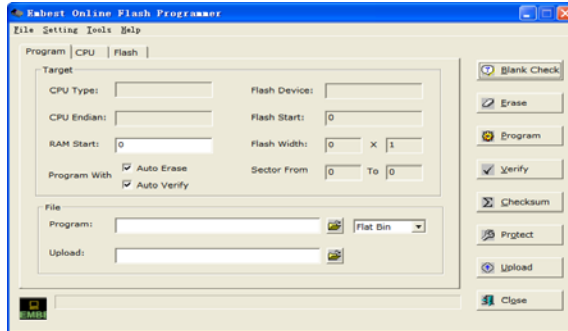 Embest Online Flash Programmer
File Setting Tools Help
Program CPU Flash
Target
CPU Type: Flash Device:
CPU Endian: Flash Start: 0
RAM Start: 0 Flash Width: 0 X 1
Program With Auto Erase Sector From 0 To 0
Auto Verify
File
Program: Flat Bin
Upload:
Blank Check
Erase
Program
Verify
Checksum
Protect
Upload
Close
EMBE